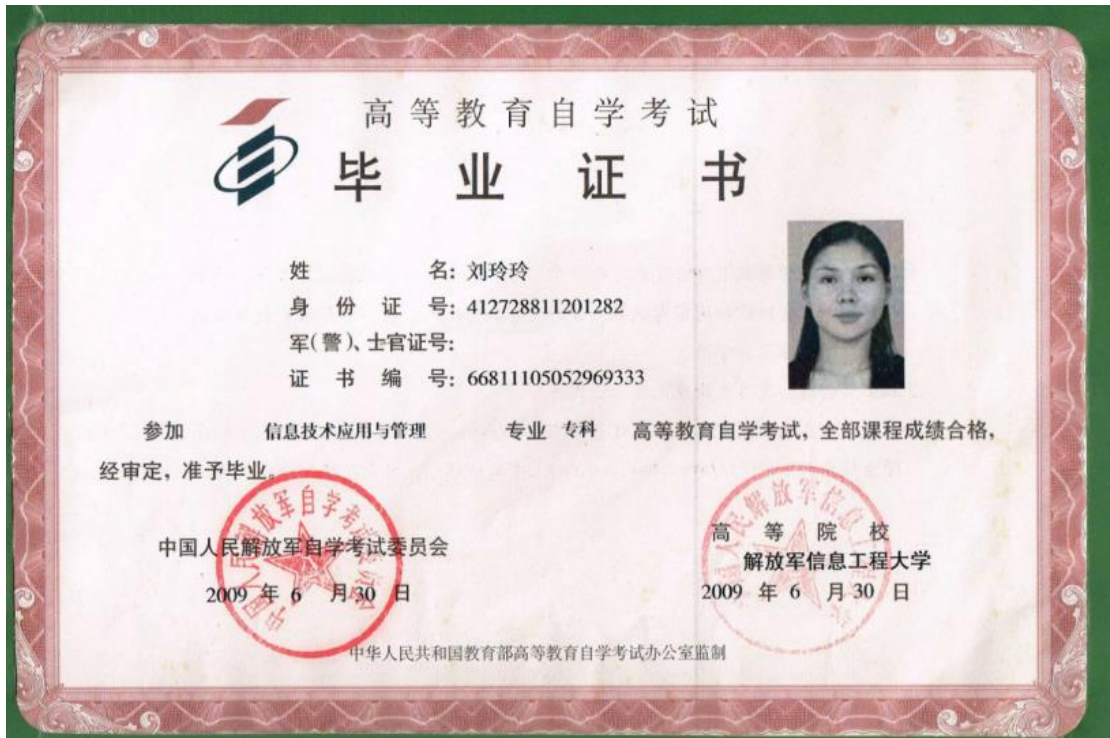 高等教育自学考试
毕业证书
姓名：刘玲玲
身份证号：412728811201282
军(警)、士官证号：
证书编号：66811105052969333
参加 信息技术应用与管理 专业 专科 高等教育自学考试，全部课程成绩合格，
经审定，准予毕业。
中国人民解放军自学考试委员会
2009 年 6 月 30 日
高等院校
解放军信息工程大学
2009 年 6 月 30 日
中华人民共和国教育部高等教育自学考试办公室监制